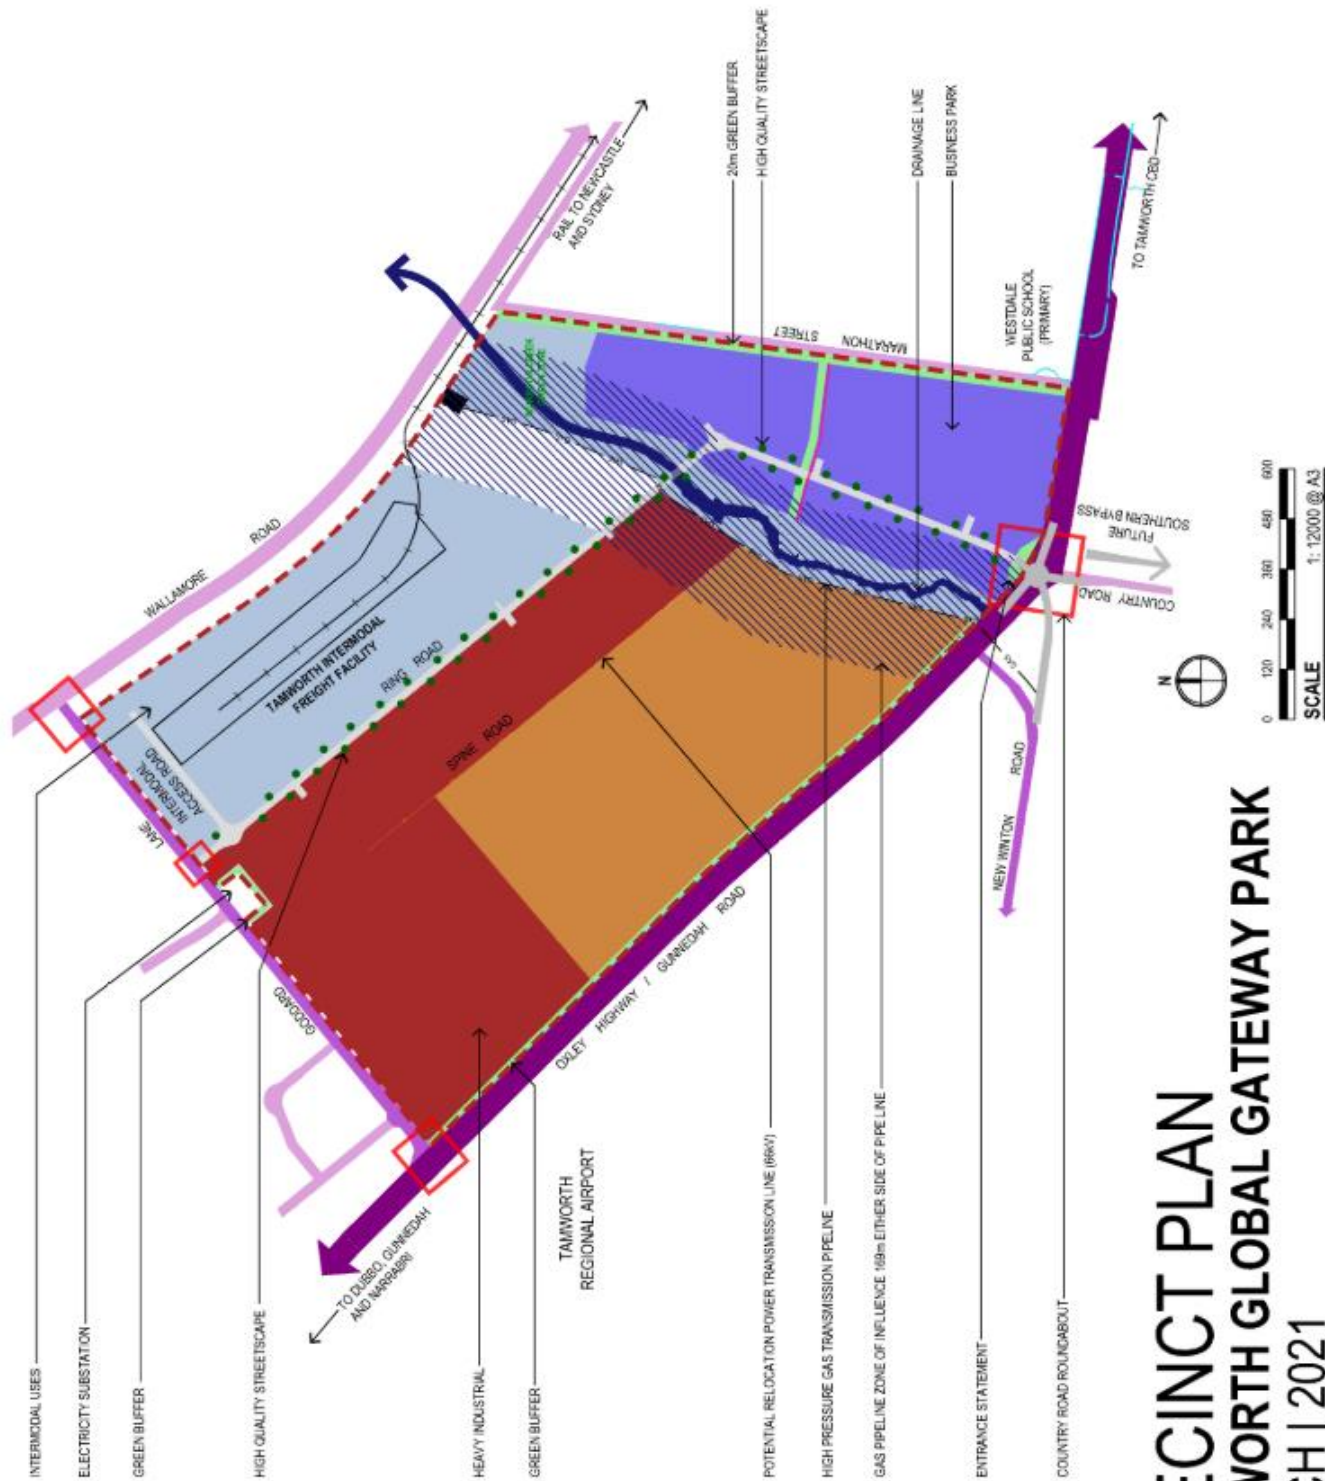 INTERMODAL USES
ELECTRICITY SUBSTATION
GREEN BUFFER
HIGH QUALITY STREETSCAPE
HEAVY INDUSTRIAL
GREEN BUFFER
POTENTIAL RELOCATION POWER TRANSMISSION LINE (66kV)
HIGH PRESSURE GAS TRANSMISSION PIPELINE
GAS PIPELINE ZONE OF INFLUENCE 169m EITHER SIDE OF PIPE LINE
ENTRANCE STATEMENT
COUNTRY ROAD ROUNDABOUT
TO DUBBO, GUNNEDAH
AND NARRABRI
TAMWORTH
REGIONAL AIRPORT
GODDARD
LANE
INTERMODAL
ACCESS ROAD
WALLAMORE
ROAD
TAMWORTH INTERMODAL
FREIGHT FACILITY
RING ROAD
SPINE ROAD
OXLEY HIGHWAY / GUNNEDAH ROAD
NEW WINTON
ROAD
GAS
COUNTRY ROAD
FUTURE
SOUTHERN BYPASS
RAIL TO NEWCASTLE
AND SYDNEY
20m GREEN BUFFER
HIGH QUALITY STREETSCAPE
DRAINAGE LINE
BUSINESS PARK
MARATHON
STREET
WESTDALE
PUBLIC SCHOOL
(PRIMARY)
TO TAMWORTH CBD
N
0 120 240 360 480 600
SCALE 1: 12000 @ A3
CINCT PLAN
WORTH GLOBAL GATEWAY PARK
CH | 2021